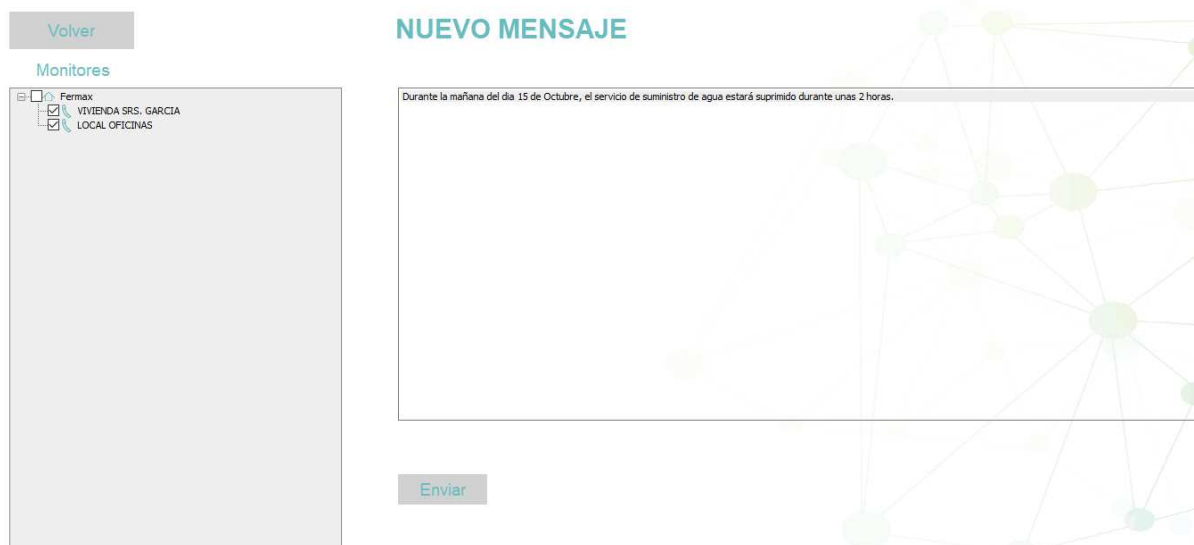 Volver
NUEVO MENSAJE
Monitores
Fermax
VIVIENDA SRS. GARCIA
LOCAL OFICINAS
Durante la mañana del dia 15 de Octubre, el servicio de suministro de agua estará suprimido durante unas 2 horas.
Enviar